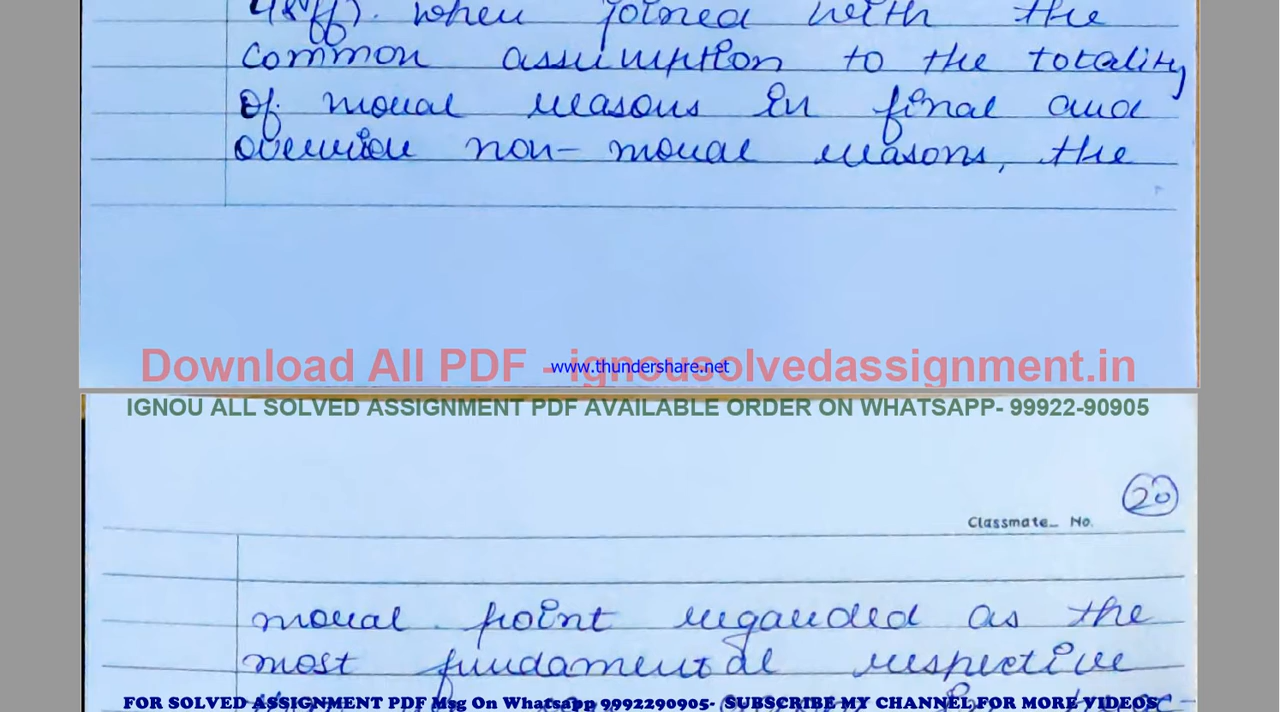 when joined with the
common assumption to the totality
of moral reasons in final and
override non-moral reasons, the
Download All PDF - ignousolvedassignment.in
www.thundershare.net
IGNOU ALL SOLVED ASSIGNMENT PDF AVAILABLE ORDER ON WHATSAPP- 99922-90905
20
Classmate No.
moral point regarded as the
most fundamental respective
FOR SOLVED ASSIGNMENT PDF Msg On Whatsapp 9992290905- SUBSCRIBE MY CHANNEL FOR MORE VIDEOS